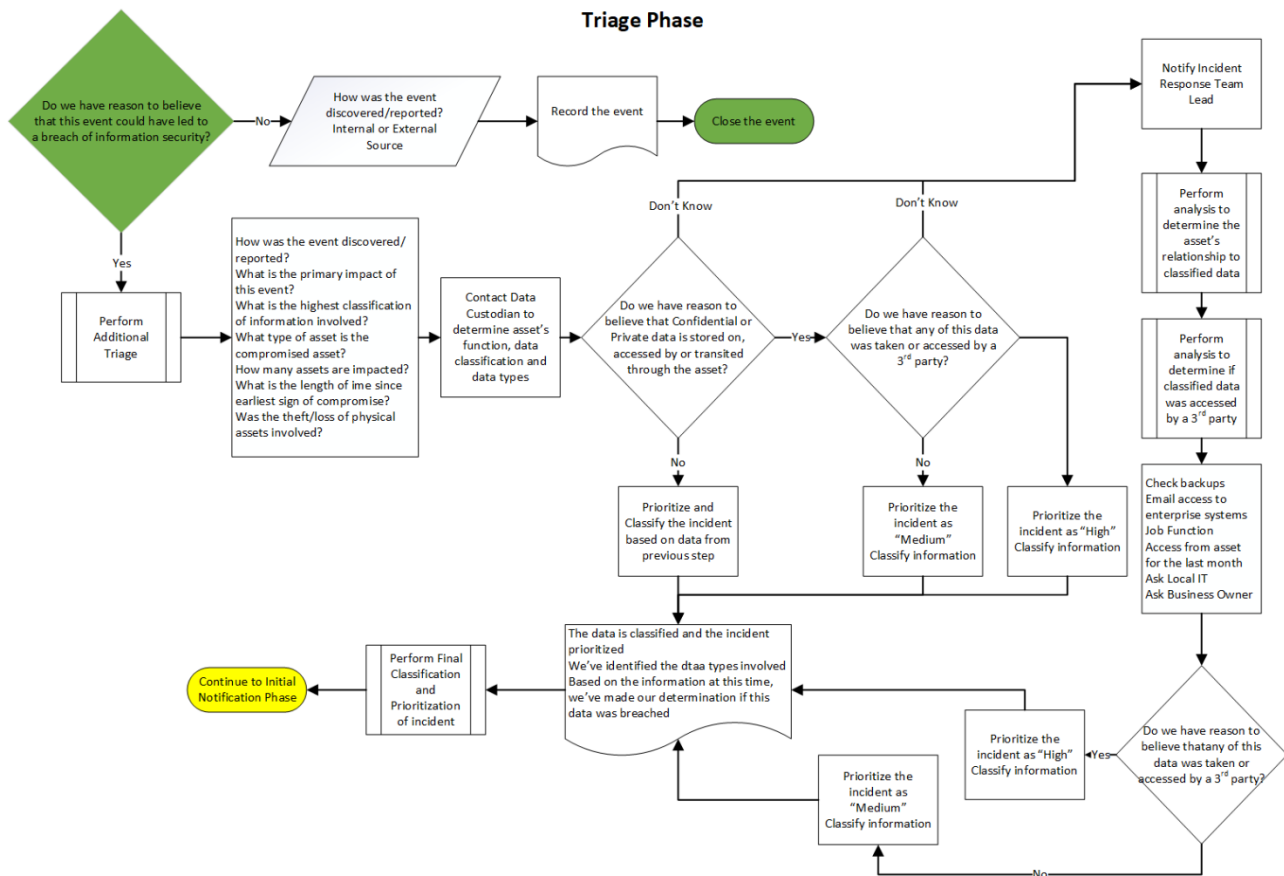 Triage Phase
Do we have reason to believe
that this event could have led to
a breach of information security?
No
How was the event
discovered/reported?
Internal or External
Source
Record the event
Close the event
Notify Incident
Response Team
Lead
Yes
Perform
Additional
Triage
How was the event discovered/
reported?
What is the primary impact of
this event?
What is the highest classification
of information involved?
What type of asset is the
compromised asset?
How many assets are impacted?
What is the length of ime since
earliest sign of compromise?
Was the theft/loss of physical
assets involved?
Contact Data
Custodian to
determine asset's
function, data
classification and
data types
Don't Know
Do we have reason to
believe that Confidential or
Private data is stored on,
accessed by or transited
through the asset?
Yes
Don't Know
Do we have reason to
believe that any of this data
was taken or accessed by a
3rd party?
Perform
analysis to
determine the
asset's
relationship to
classified data
Perform
analysis to
determine if
classified data
was accessed
by a 3rd party
No
Prioritize and
Classify the incident
based on data from
previous step
No
Prioritize the
incident as
“Medium”
Classify information
Prioritize the
incident as “High”
Classify information
Check backups
Email access to
enterprise systems
Job Function
Access from asset
for the last month
Ask Local IT
Ask Business Owner
The data is classified and the incident
prioritized
We've identified the dtaa types involved
Based on the information at this time,
we've made our determination if this
data was breached
Perform Final
Classification
and
Prioritization
of incident
Continue to Initial
Notification Phase
Do we have reason to
believe thatany of this
data was taken or
accessed by a 3rd party?
Yes
Prioritize the
incident as “High”
Classify information
No
Prioritize the
incident as
“Medium”
Classify information